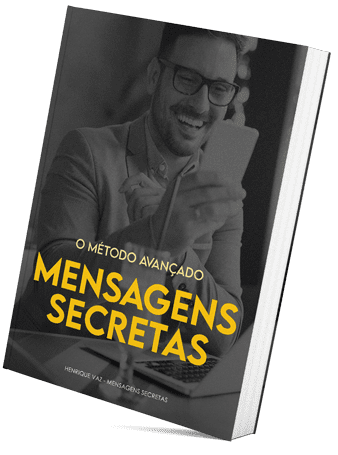 O MÉTODO AVANÇADO
MENSAGENS
SECRETAS
HENRIQUE VAZ - MENSAGENS SECRETAS